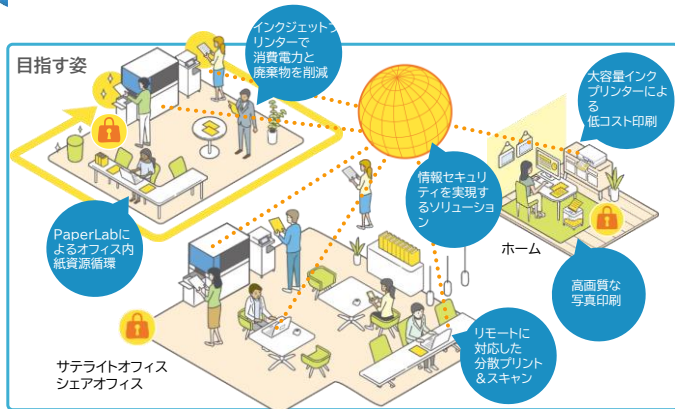 目指す姿
インクジェットプ
リンターで
消費電力と
廃棄物を削減
大容量インク
プリンターによ
る
低コスト印刷
情報セキュリ
ティを実現す
るソリューショ
ン
PaperLabに
よるオフィス内
紙資源循環
ホーム
高画質な
写真印刷
リモートに
対応した
分散プリント
＆スキャン
サテライトオフィス
シェアオフィス